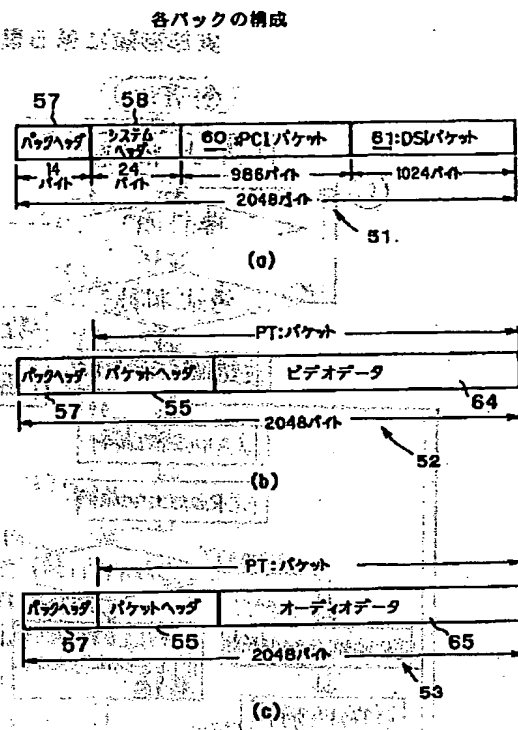 各パックの構成
57
58
パックヘッダ
システムヘッダ
60:PCIパケット
61:DSIパケット
14バイト
24バイト
986バイト
1024バイト
2048バイト
51.
(a)
PT:パケット
パックヘッダ
パケットヘッダ
ビデオデータ
57
55
64
2048バイト
52
(b)
PT:パケット
パックヘッダ
パケットヘッダ
オーディオデータ
57
55
65
2048バイト
53
(c)